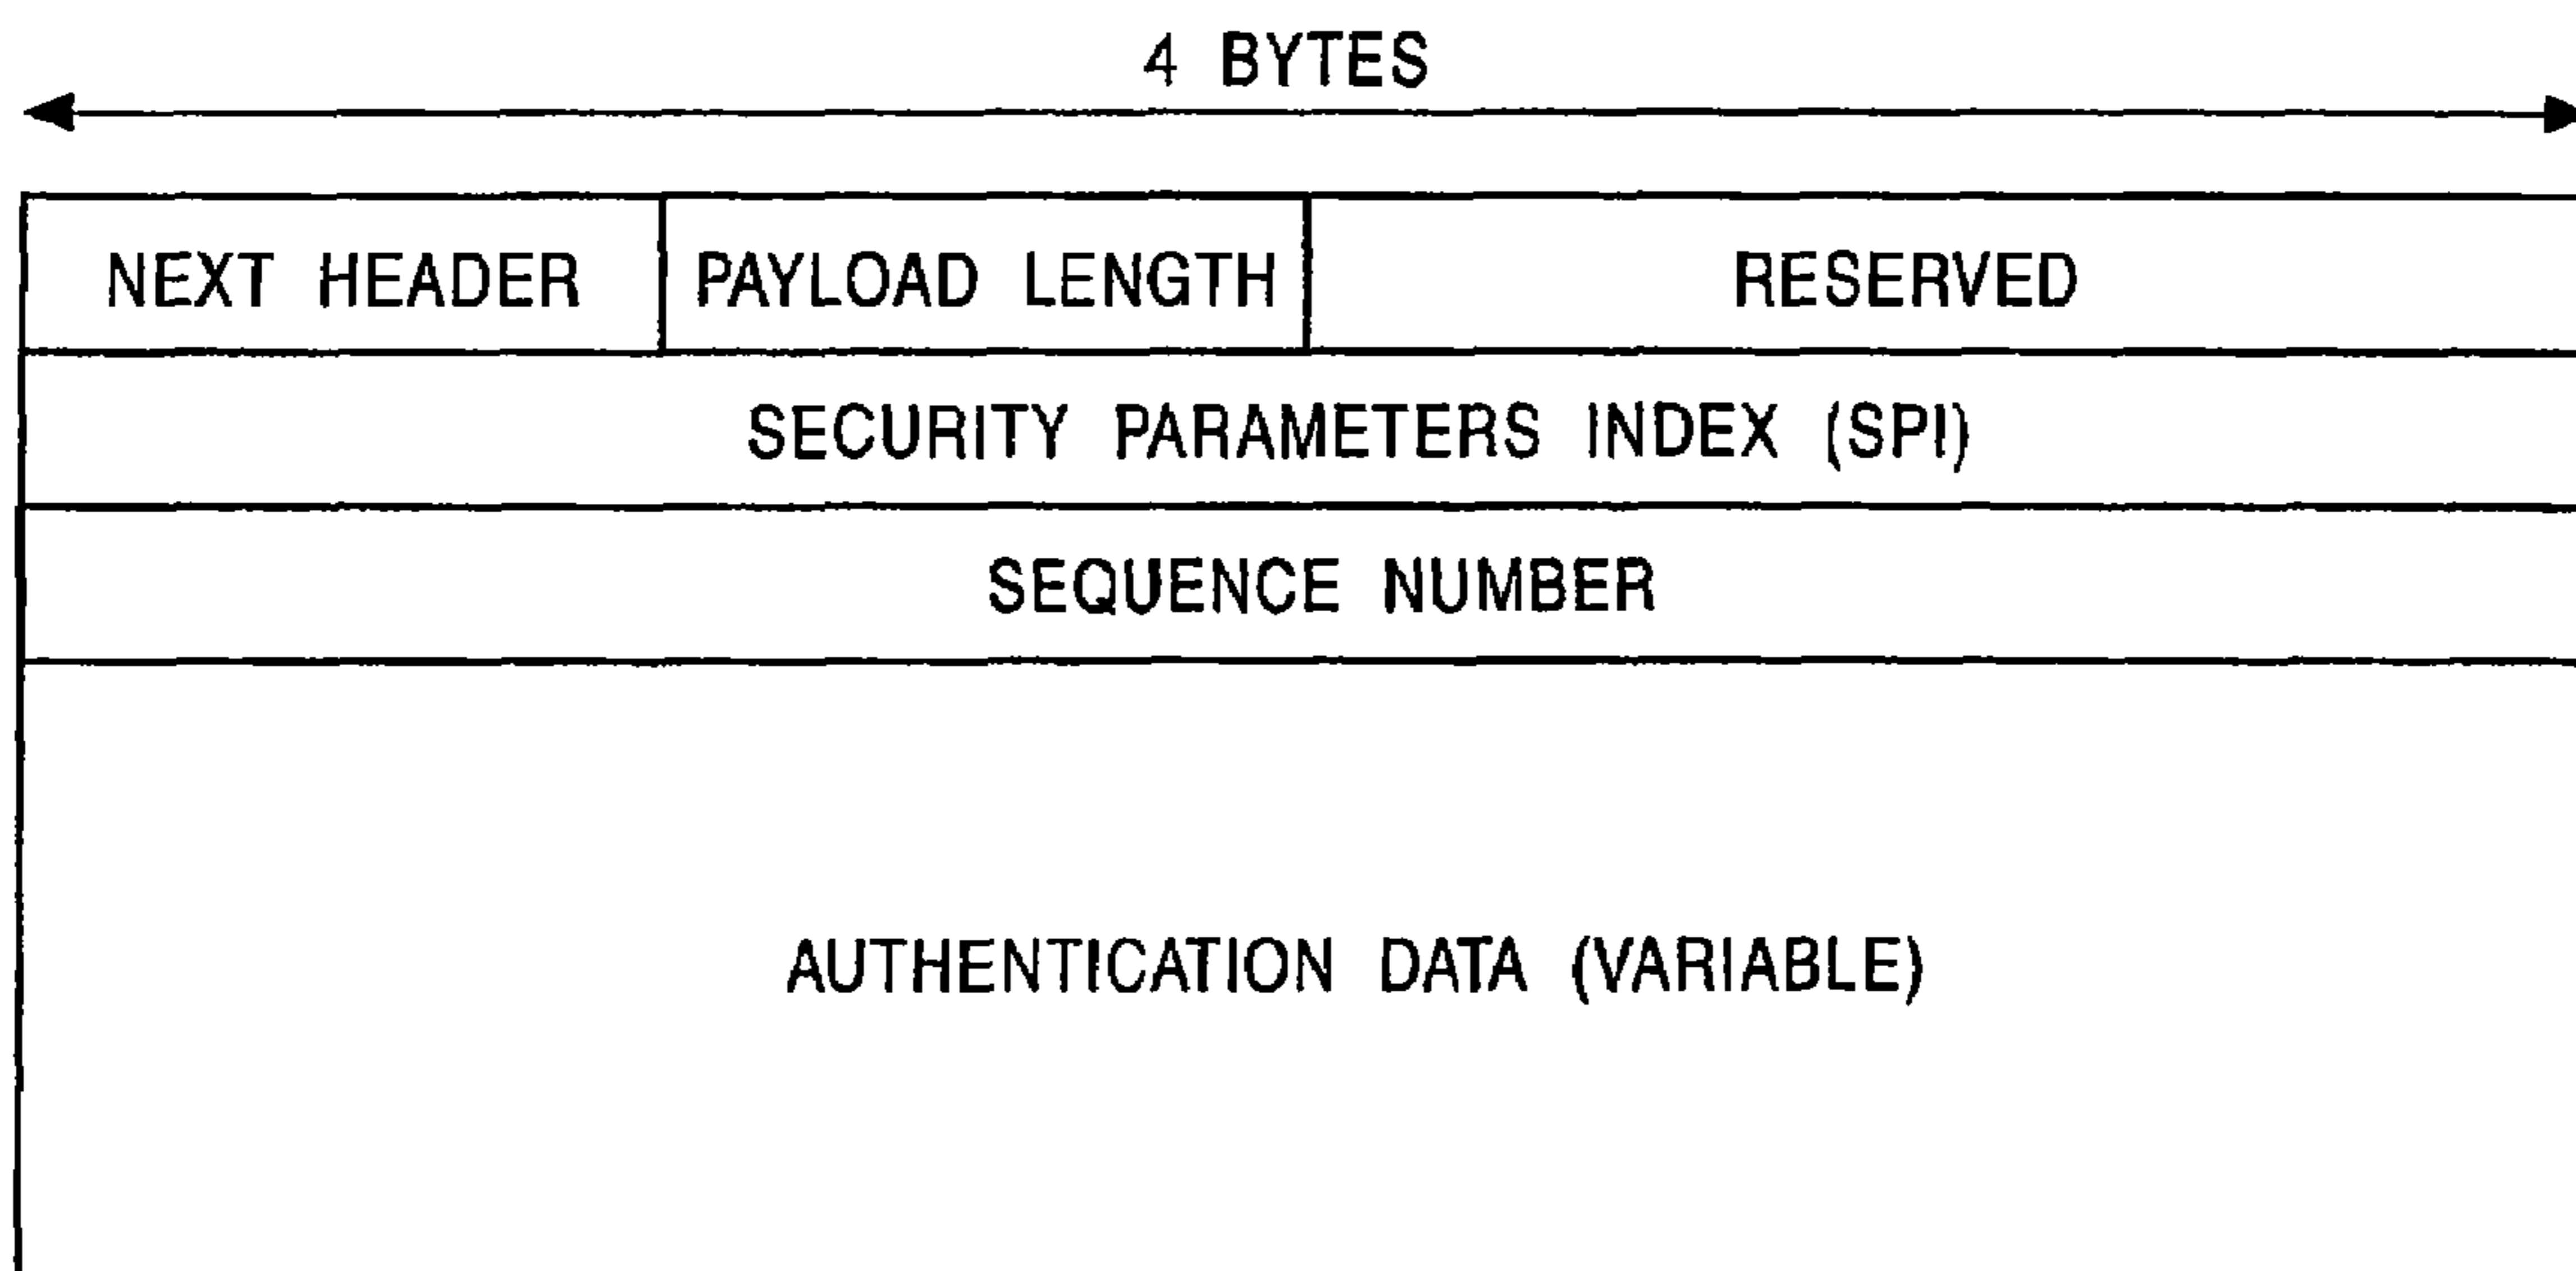 4 BYTES
NEXT HEADER PAYLOAD LENGTH RESERVED
SECURITY PARAMETERS INDEX (SPI)
SEQUENCE NUMBER
AUTHENTICATION DATA (VARIABLE)